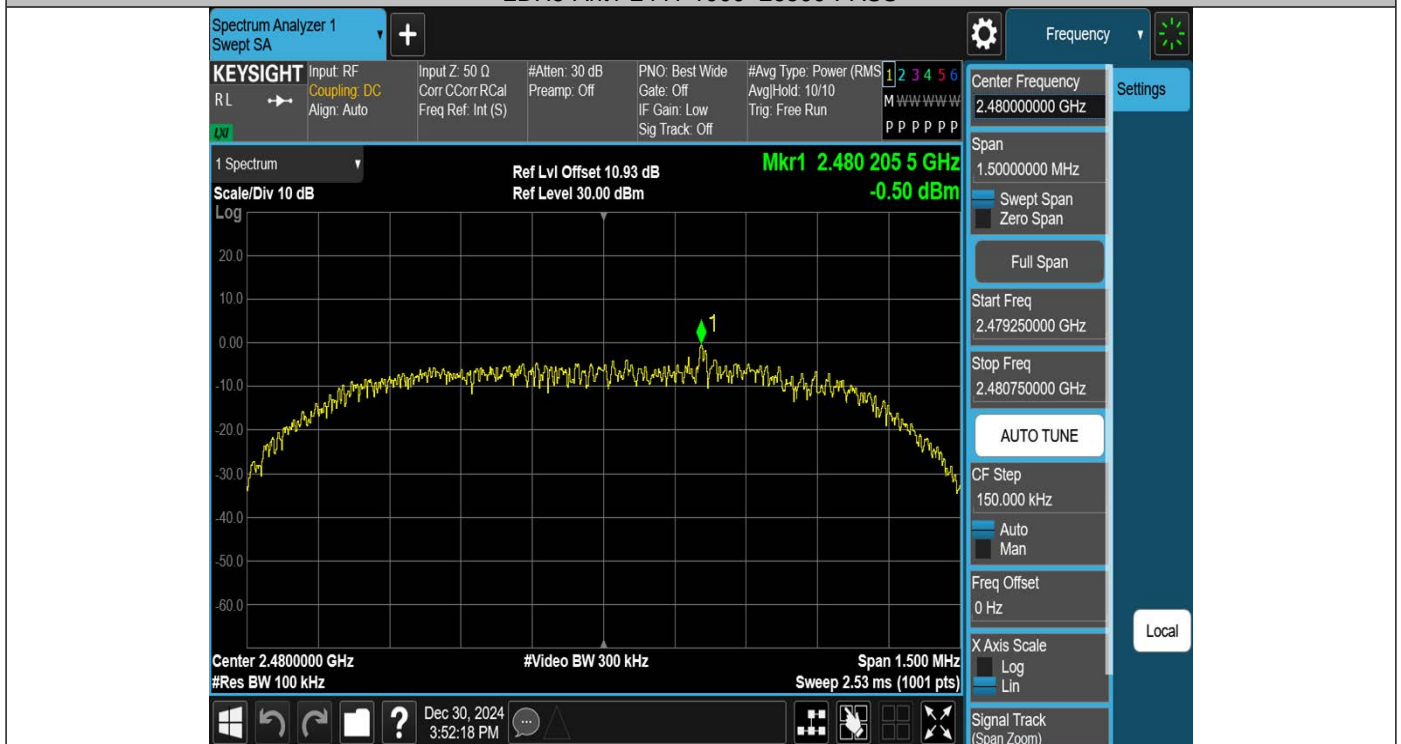 Spectrum Analyzer 1
Swept SA
+
Frequency
KEYSIGHT
RL
LXI
Input: RF
Coupling: DC
Align: Auto
Input Z: 50 Ω
Corr CCorr RCal
Freq Ref: Int (S)
#Atten: 30 dB
Preamp: Off
PNO: Best Wide
Gate: Off
IF Gain: Low
Sig Track: Off
#Avg Type: Power (RMS
Avg|Hold: 10/10
Trig: Free Run
1 2 3 4 5 6
M W W W W W
P P P P P P
Center Frequency
2.480000000 GHz
Settings
1 Spectrum
Scale/Div 10 dB
Log
Ref Lvl Offset 10.93 dB
Ref Level 30.00 dBm
Mkr1 2.480 205 5 GHz
-0.50 dBm
20.0
10.0
0.00
-10.0
-20.0
-30.0
-40.0
-50.0
-60.0
1
Center 2.4800000 GHz
#Res BW 100 kHz
#Video BW 300 kHz
Span 1.500 MHz
Sweep 2.53 ms (1001 pts)
Span
1.50000000 MHz
Swept Span
Zero Span
Full Span
Start Freq
2.479250000 GHz
Stop Freq
2.480750000 GHz
AUTO TUNE
CF Step
150.000 kHz
Auto
Man
Freq Offset
0 Hz
X Axis Scale
Log
Lin
Signal Track
(Span Zoom)
Local
?
Dec 30, 2024
3:52:18 PM